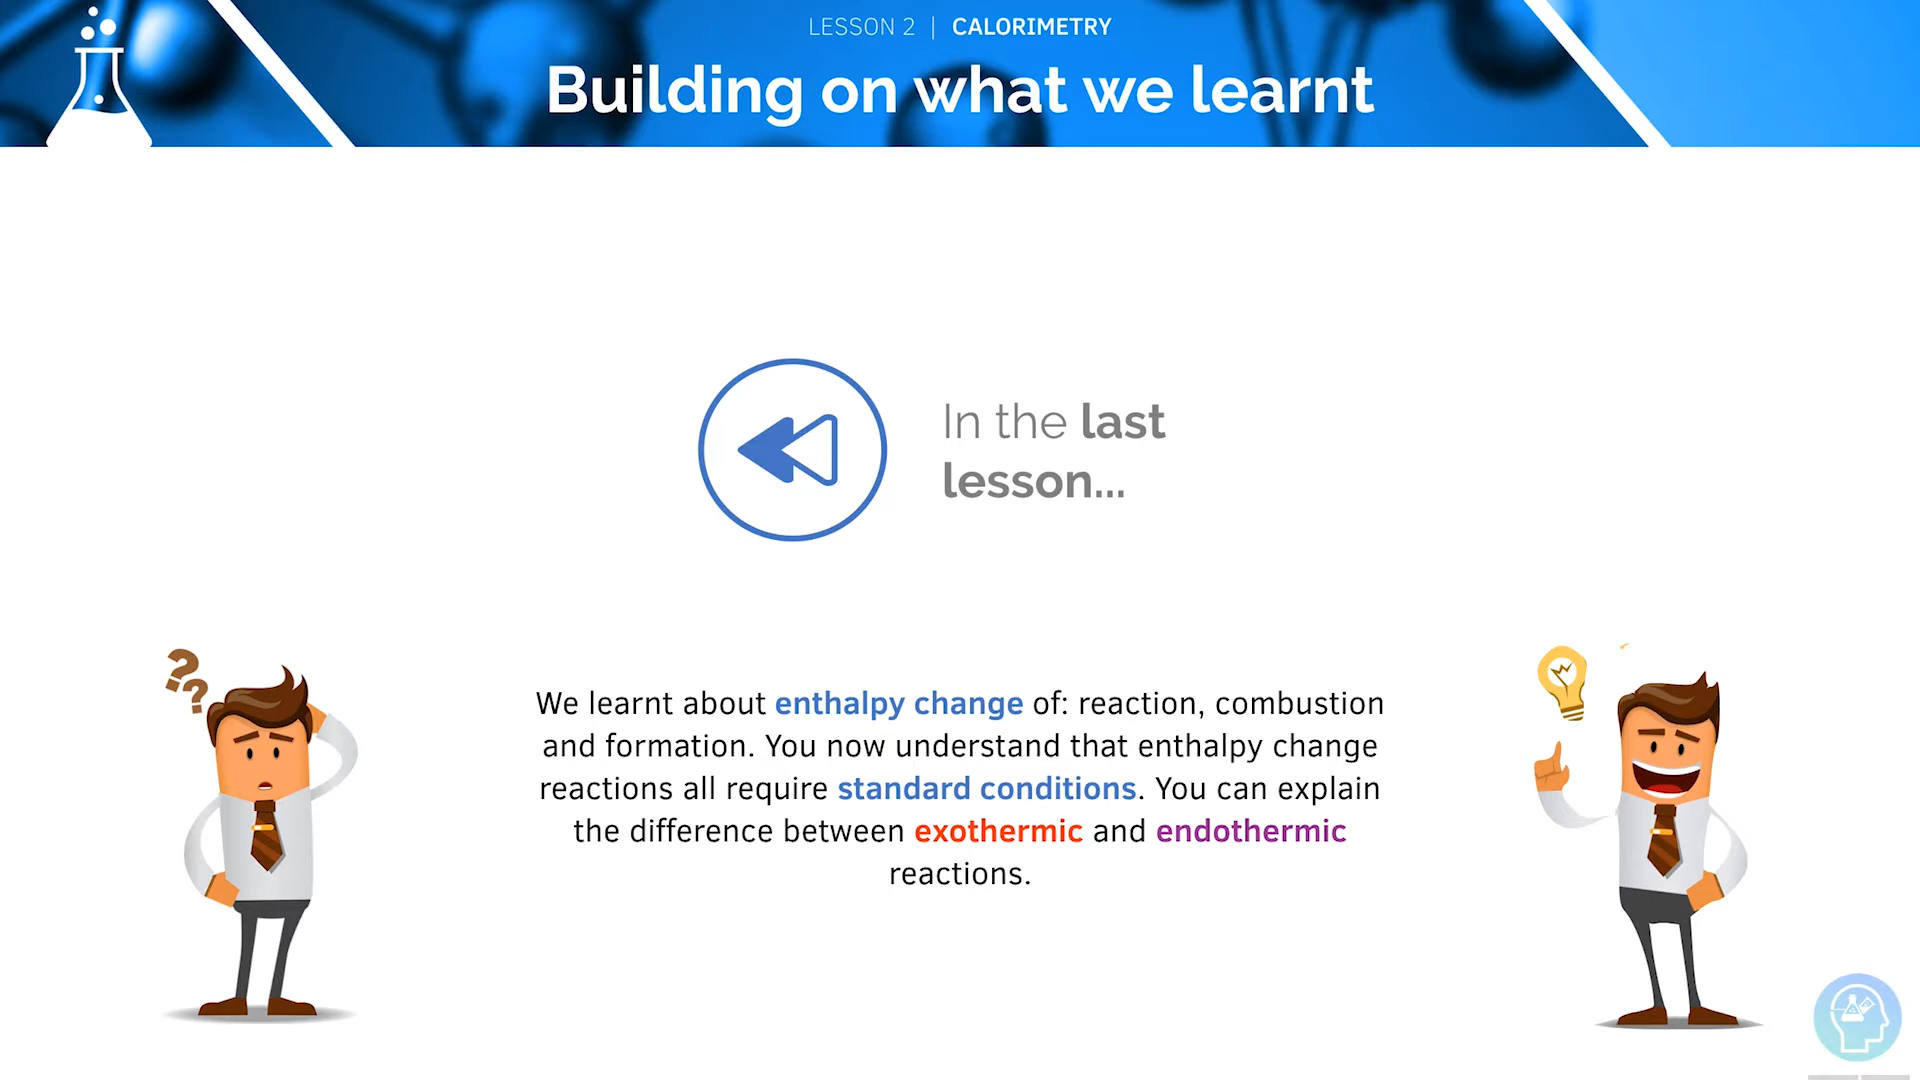 LESSON 2 | CALORIMETRY
Building on what we learnt
In the last
lesson...
??
We learnt about enthalpy change of: reaction, combustion
and formation. You now understand that enthalpy change
reactions all require standard conditions. You can explain
the difference between exothermic and endothermic
reactions.